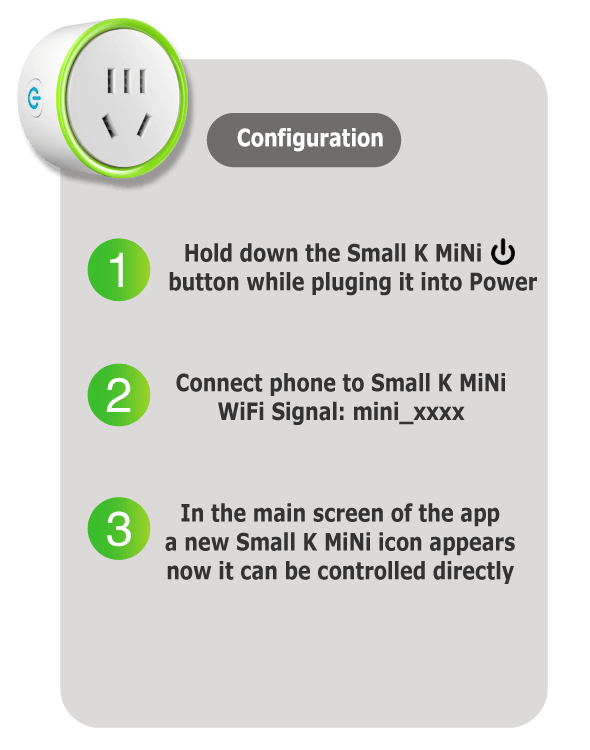 Configuration
1
Hold down the Small K MiNi
button while pluging it into Power
2
Connect phone to Small K MiNi
WiFi Signal: mini_xxxx
3
In the main screen of the app
a new Small K MiNi icon appears
now it can be controlled directly